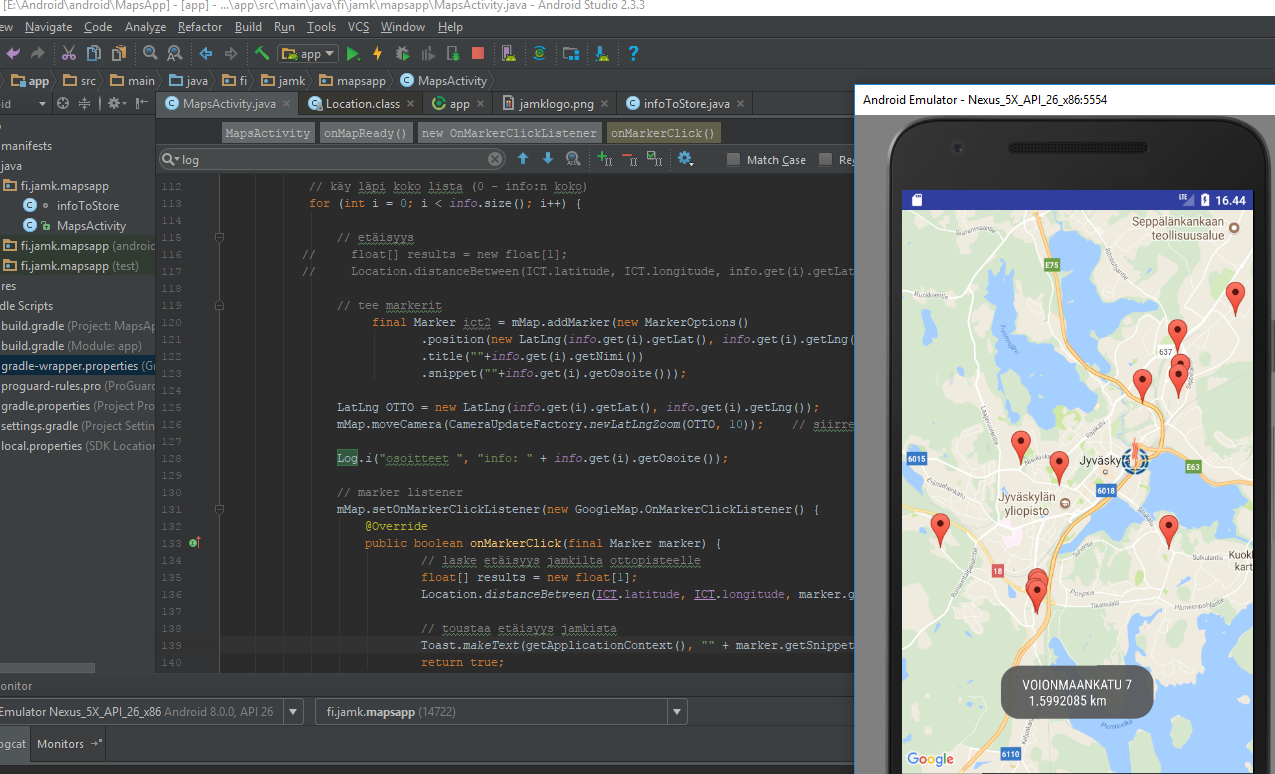 [E:\Android\android\MapsApp] - [app] - ...\app\src\main\java\fi\jamk\mapsapp\MapsActivity.java - Android Studio 2.3.3
ew Navigate Code Analyze Refactor Build Run Tools VCS Window Help
app
app src main java fi jamk mapsapp MapsActivity
id
MapsActivity.java Location.class app jamklogo.png infoToStore.java
MapsActivity onMapReady() new OnMarkerClickListener onMarkerClick()
log Match Case Reg
manifests
java
fi.jamk.mapsapp
infoToStore
MapsActivity
fi.jamk.mapsapp (android
fi.jamk.mapsapp (test)
res
dle Scripts
build.gradle (Project: MapsAp
build.gradle (Module: app)
gradle-wrapper.properties (Gr
proguard-rules.pro (ProGuard
gradle.properties (Project Pro
settings.gradle (Project Settin
local.properties (SDK Location
112 // käy läpi koko lista (0 - info:n koko)
113 for (int i = 0; i < info.size(); i++) {
114
115 // etäisyys
116 // float[] results = new float[1];
117 // Location.distanceBetween(ICT.latitude, ICT.longitude, info.get(i).getLat
118
119 // tee markerit
120 final Marker ict2 = mMap.addMarker(new MarkerOptions()
121 .position(new LatLng(info.get(i).getLat(), info.get(i).getLng(
122 .title(""+info.get(i).getNimi())
123 .snippet(""+info.get(i).getOsoite()));
124
125 LatLng OTTO = new LatLng(info.get(i).getLat(), info.get(i).getLng());
126 mMap.moveCamera(CameraUpdateFactory.newLatLngZoom(OTTO, 10)); // siirre
127
128 Log.i("osoitteet ", "info: " + info.get(i).getOsoite());
129
130 // marker listener
131 mMap.setOnMarkerClickListener(new GoogleMap.OnMarkerClickListener() {
132 @Override
133 public boolean onMarkerClick(final Marker marker) {
134 // laske etäisyys jamkilta ottopisteelle
135 float[] results = new float[1];
136 Location.distanceBetween(ICT.latitude, ICT.longitude, marker.g
137
138 // toustaa etäisyys jamkista
139 Toast.makeText(getApplicationContext(), "" + marker.getSnippet
140 return true;
onitor
Emulator Nexus_5X_API_26_x86 Android 8.0.0, API 26
fi.jamk.mapsapp (14722)
ogcat Monitors
Android Emulator - Nexus_5X_API_26_x86:5554
LTE 16.44
Seppälänkankaan
teollisuusalue
E75
637
Jyväskyl
6015
E63
6018
Jyväskylän
yliopisto
Kuok
kart
18
VOIONMAANKATU 7
1.5992085 km
6110
Google